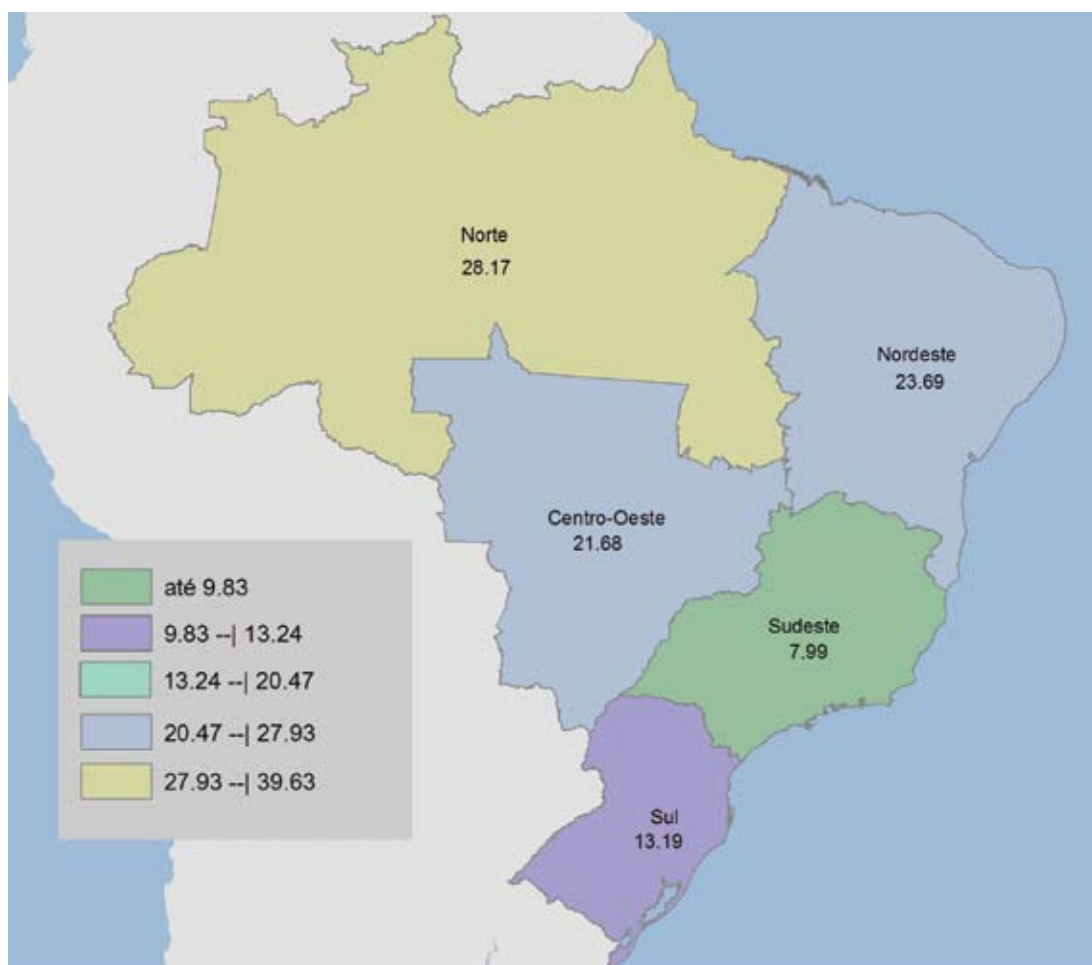 Norte
28.17
Nordeste
23.69
Centro-Oeste
21.68
Sudeste
7.99
Sul
13.19
até 9.83
9.83 --| 13.24
13.24 --| 20.47
20.47 --| 27.93
27.93 --| 39.63